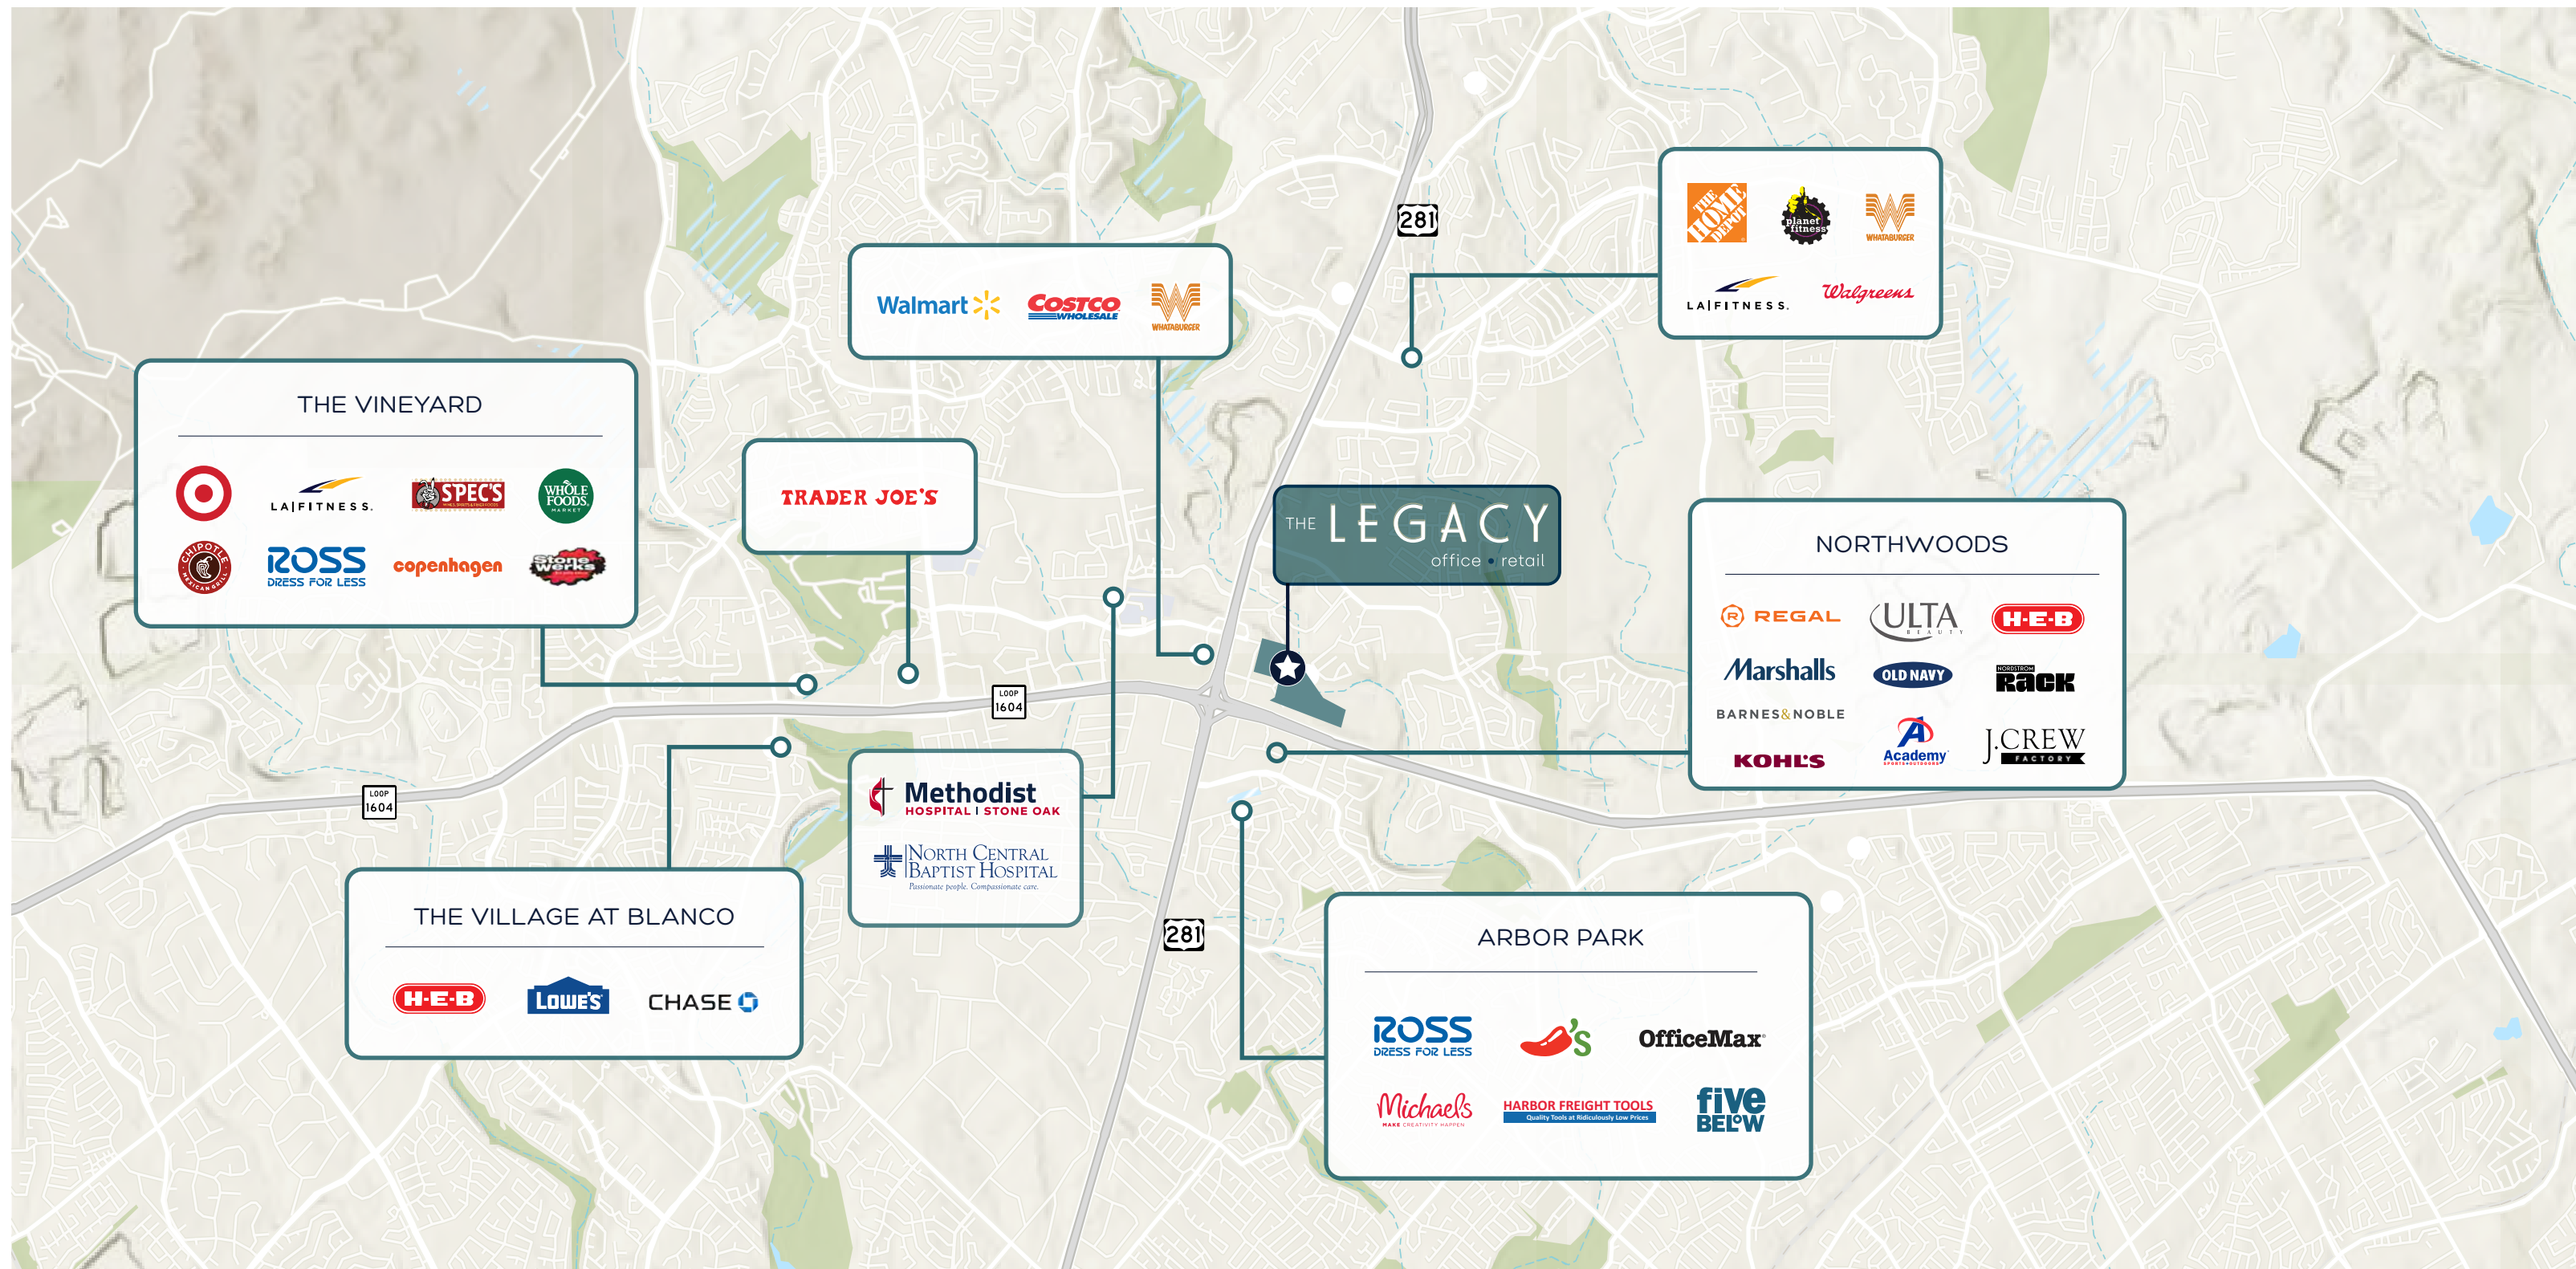 281
THE HOME DEPOT
planet fitness
WHATABURGER
LA|FITNESS.
Walgreens
Walmart
COSTCO WHOLESALE
WHATABURGER
THE VINEYARD
LA|FITNESS.
SPEC'S
WHOLE FOODS MARKET
CHIPOTLE MEXICAN GRILL
ROSS DRESS FOR LESS
copenhagen
Stone werks
TRADER JOE'S
THE LEGACY
office • retail
NORTHWOODS
REGAL
ULTA BEAUTY
H-E-B
Marshalls
OLD NAVY
NORDSTROM RACK
BARNES&NOBLE
KOHL'S
Academy SPORTS+OUTDOORS
J.CREW FACTORY
LOOP 1604
LOOP 1604
Methodist
HOSPITAL | STONE OAK
NORTH CENTRAL
BAPTIST HOSPITAL
Passionate people. Compassionate care.
THE VILLAGE AT BLANCO
H-E-B
LOWE'S
CHASE
281
ARBOR PARK
ROSS DRESS FOR LESS
's
OfficeMax
Michaels
MAKE CREATIVITY HAPPEN
HARBOR FREIGHT TOOLS
Quality Tools at Ridiculously Low Prices
five BELOW